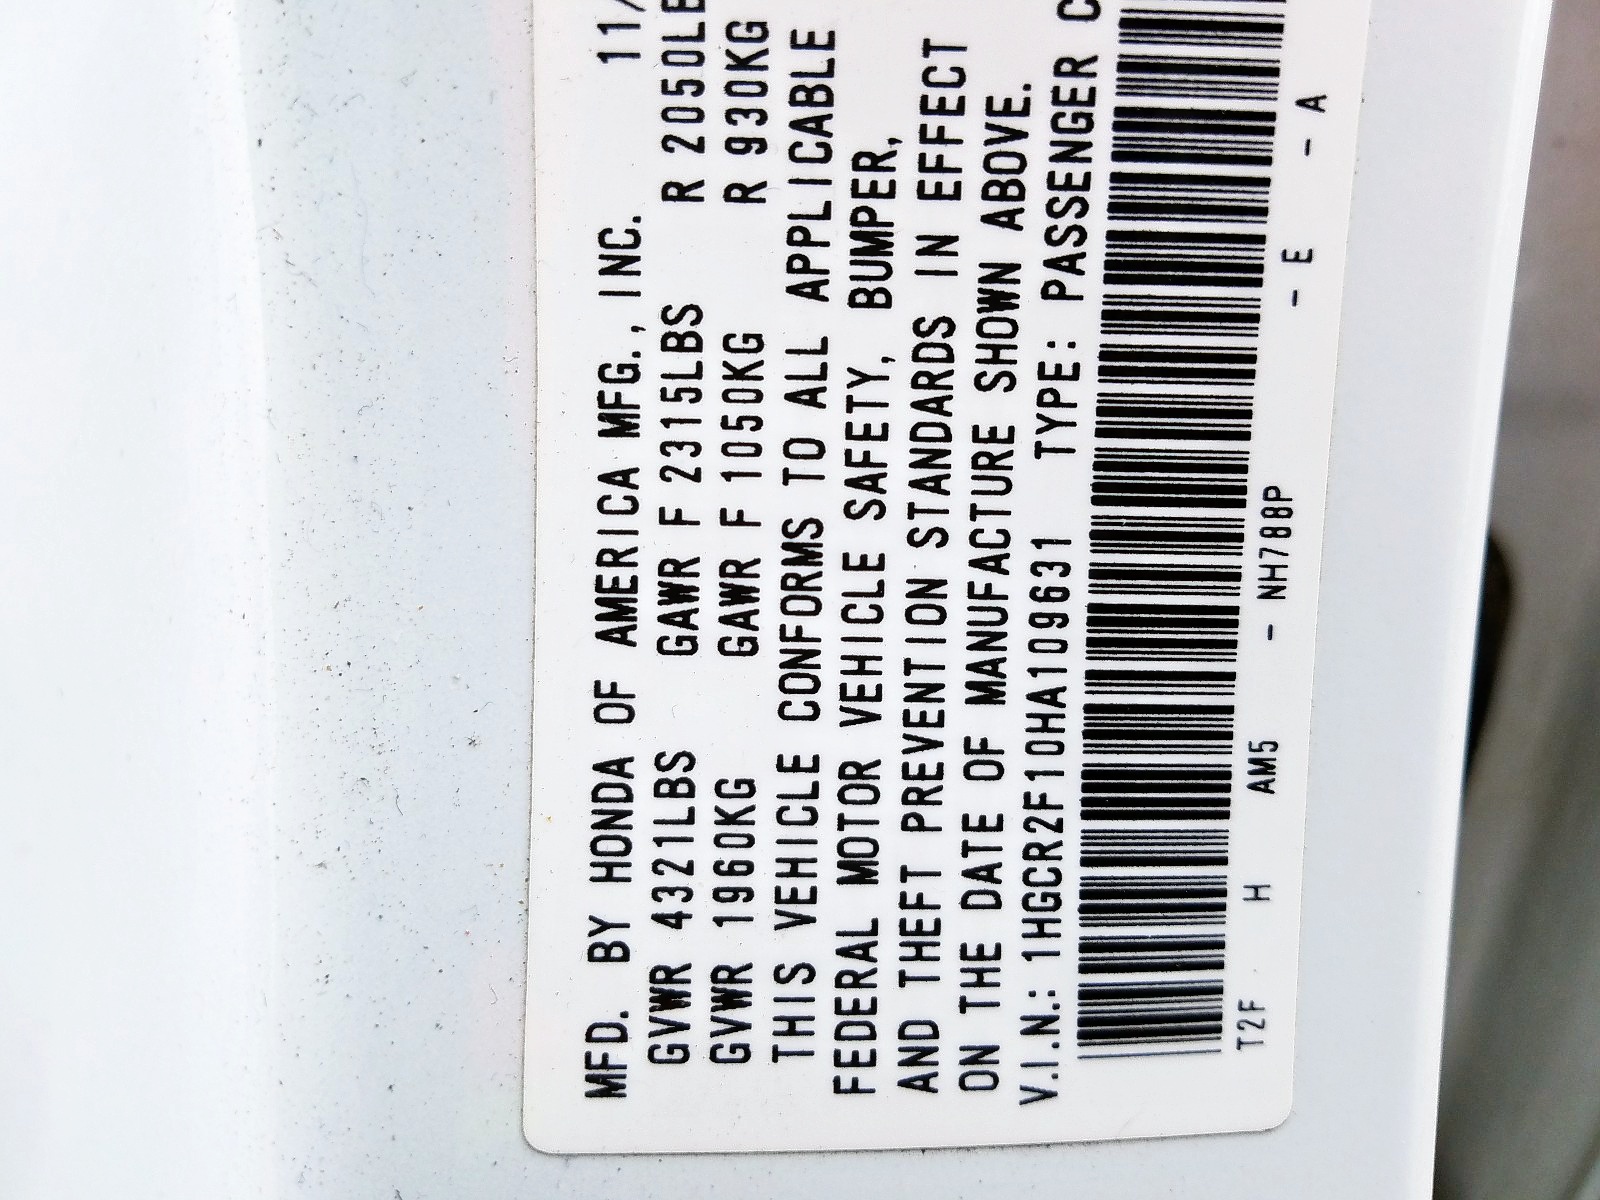 MFD. BY HONDA OF AMERICA MFG., INC. 11/
GVWR 4321LBS GAWR F 2315LBS R 2050LB
GVWR 1960KG GAWR F 1050KG R 930KG
THIS VEHICLE CONFORMS TO ALL APPLICABLE
FEDERAL MOTOR VEHICLE SAFETY, BUMPER,
AND THEFT PREVENTION STANDARDS IN EFFECT
ON THE DATE OF MANUFACTURE SHOWN ABOVE.
V.I.N.: 1HGCR2F10HA109631 TYPE: PASSENGER C
T2F H AM5 - NH788P - E - A